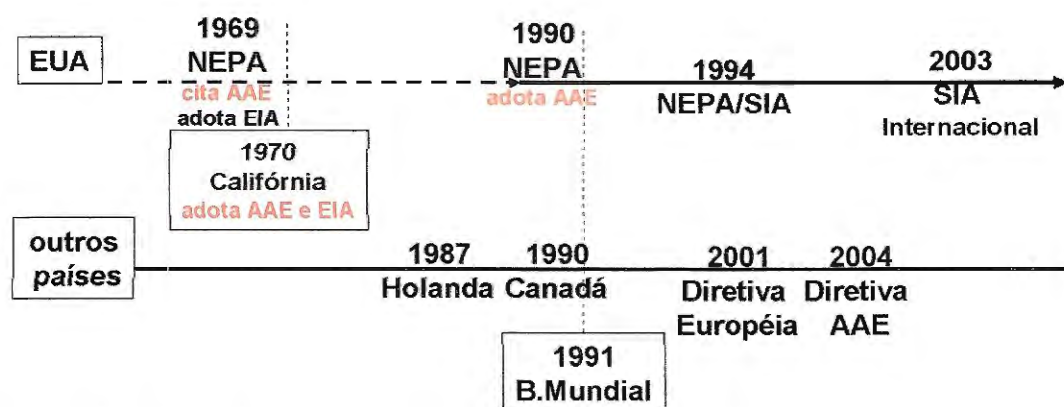 EUA
1969
NEPA
cita AAE
adota EIA
1970
Califórnia
adota AAE e EIA
1990
NEPA
adota AAE
1994
NEPA/SIA
2003
SIA
Internacional
outros
países
1987
Holanda
1990
Canadá
1991
B.Mundial
2001
Diretiva
Européia
2004
Diretiva
AAE